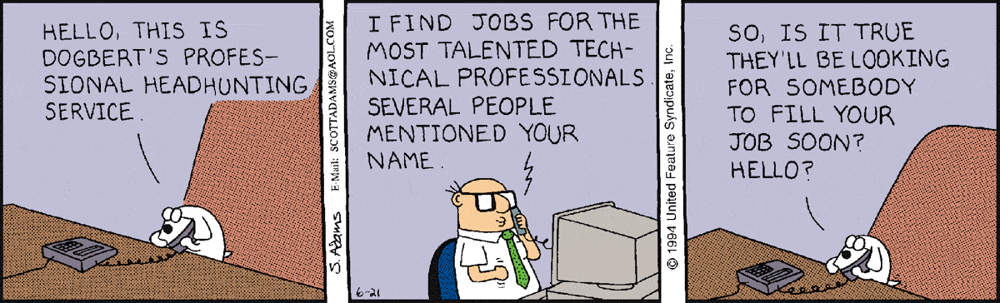 HELLO, THIS IS
DOGBERT'S PROFES-
SIONAL HEADHUNTING
SERVICE.
S. Adams E-Mail: SCOTTADAMS@AOL.COM
I FIND JOBS FOR THE
MOST TALENTED TECH-
NICAL PROFESSIONALS.
SEVERAL PEOPLE
MENTIONED YOUR
NAME.
6-21
© 1994 United Feature Syndicate, Inc.
SO, IS IT TRUE
THEY'LL BE LOOKING
FOR SOMEBODY
TO FILL YOUR
JOB SOON?
HELLO?